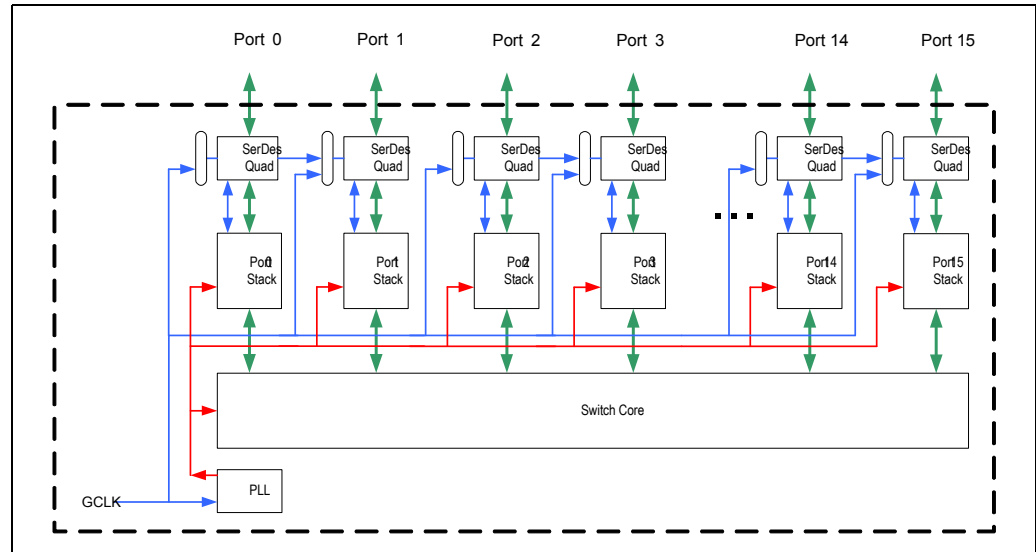 Port 0 Port 1 Port 2 Port 3 Port 14 Port 15
SerDes Quad
SerDes Quad
SerDes Quad
SerDes Quad
SerDes Quad
SerDes Quad
...
Port 0 Stack
Port 1 Stack
Port 2 Stack
Port 3 Stack
Port 14 Stack
Port 15 Stack
Switch Core
PLL
GCLK